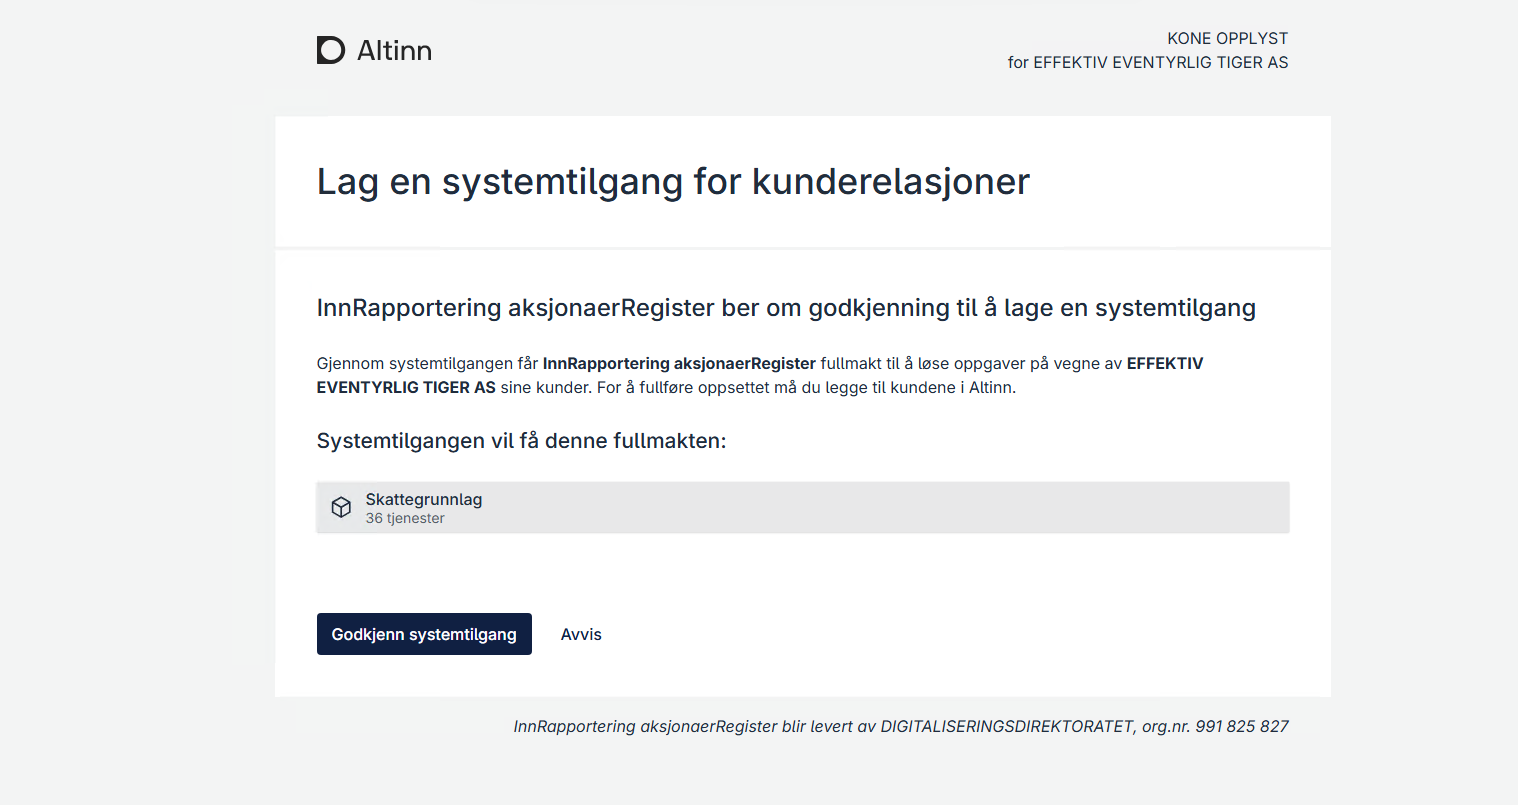 Altinn
KONE OPPLYST
for EFFEKTIV EVENTYRLIG TIGER AS
Lag en systemtilgang for kunderelasjoner
InnRapportering aksjonaerRegister ber om godkjenning til å lage en systemtilgang
Gjennom systemtilgangen får InnRapportering aksjonaerRegister fullmakt til å løse oppgaver på vegne av EFFEKTIV
EVENTYRLIG TIGER AS sine kunder. For å fullføre oppsettet må du legge til kundene i Altinn.
Systemtilgangen vil få denne fullmakten:
Skattegrunnlag
36 tjenester
Godkjenn systemtilgang
Avvis
InnRapportering aksjonaerRegister blir levert av DIGITALISERINGSDIREKTORATET, org.nr. 991 825 827